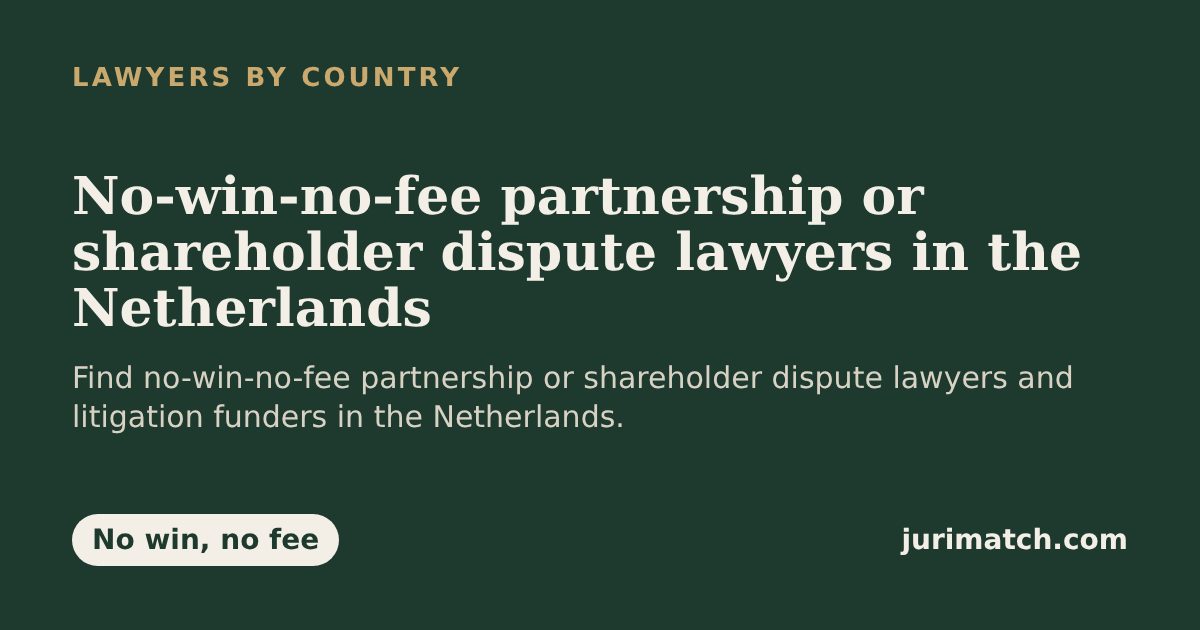 LAWYERS BY COUNTRY
No-win-no-fee partnership or
shareholder dispute lawyers in the
Netherlands
Find no-win-no-fee partnership or shareholder dispute lawyers and
litigation funders in the Netherlands.
No win, no fee
jurimatch.com